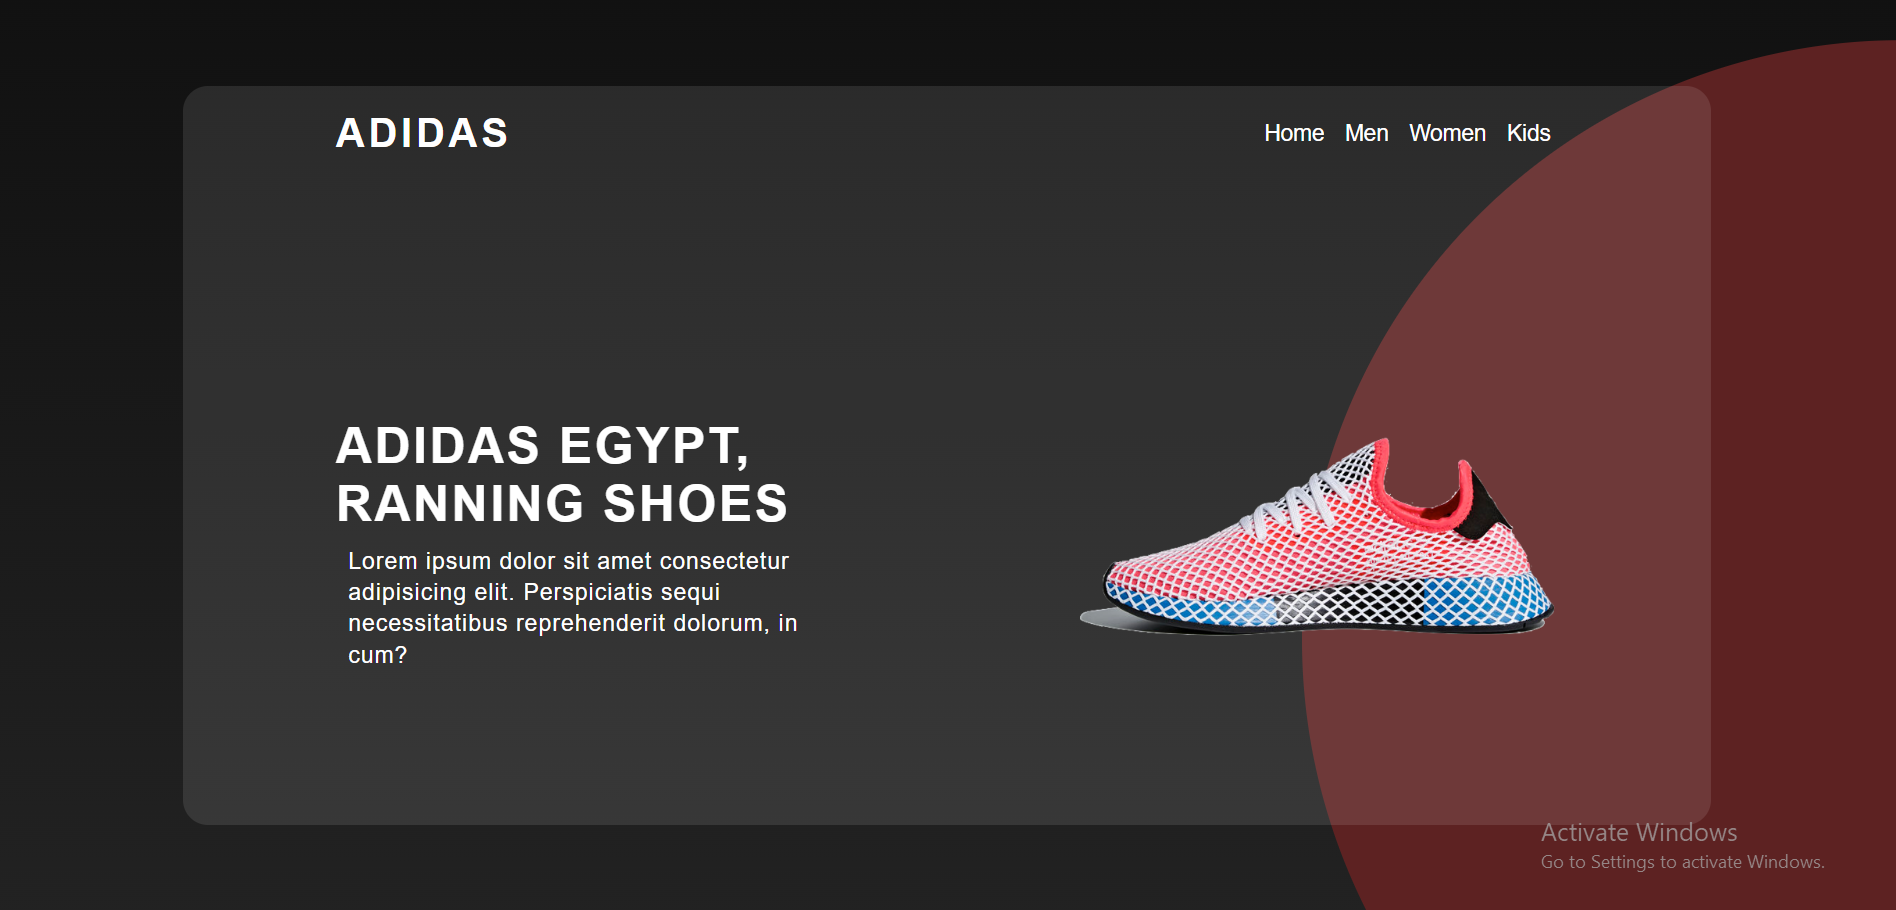 ADIDAS
Home Men Women Kids
ADIDAS EGYPT,
RANNING SHOES
Lorem ipsum dolor sit amet consectetur
adipisicing elit. Perspiciatis sequi
necessitatibus reprehenderit dolorum, in
cum?
Activate Windows
Go to Settings to activate Windows.